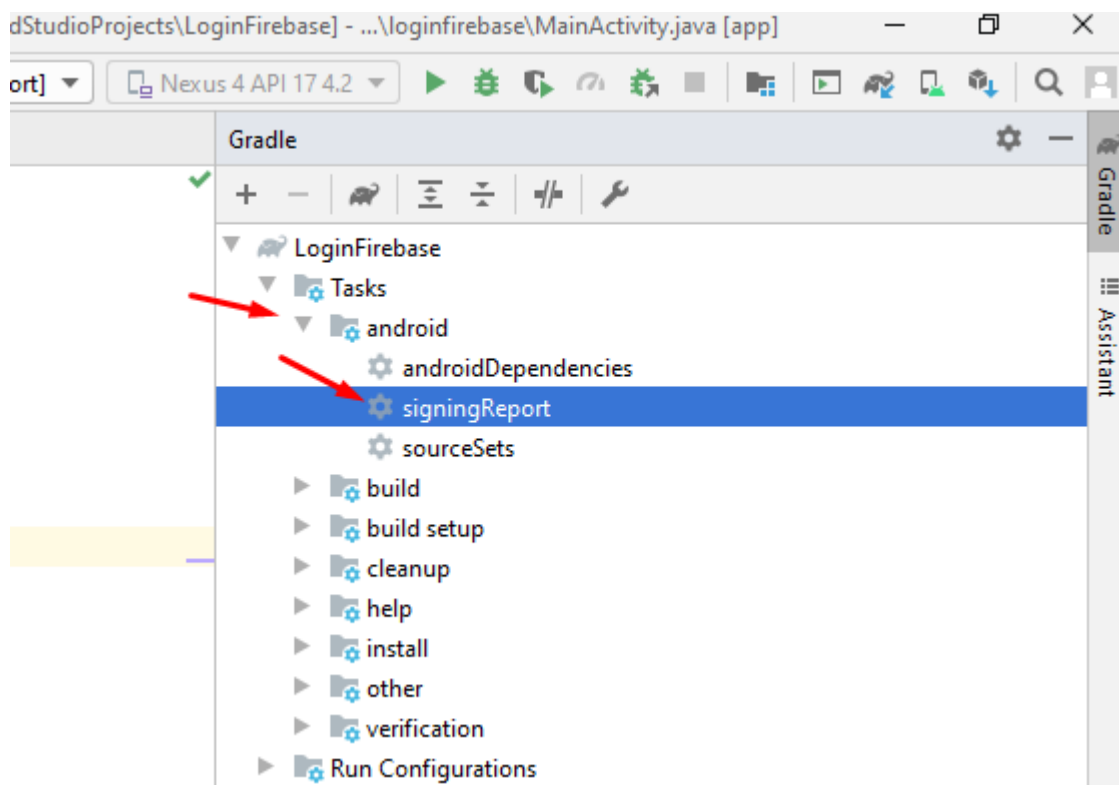 dStudioProjects\LoginFirebase] - ...\loginfirebase\MainActivity.java [app]
ort] Nexus 4 API 17 4.2
Gradle
LoginFirebase
Tasks
android
androidDependencies
signingReport
sourceSets
build
build setup
cleanup
help
install
other
verification
Run Configurations
Gradle
Assistant